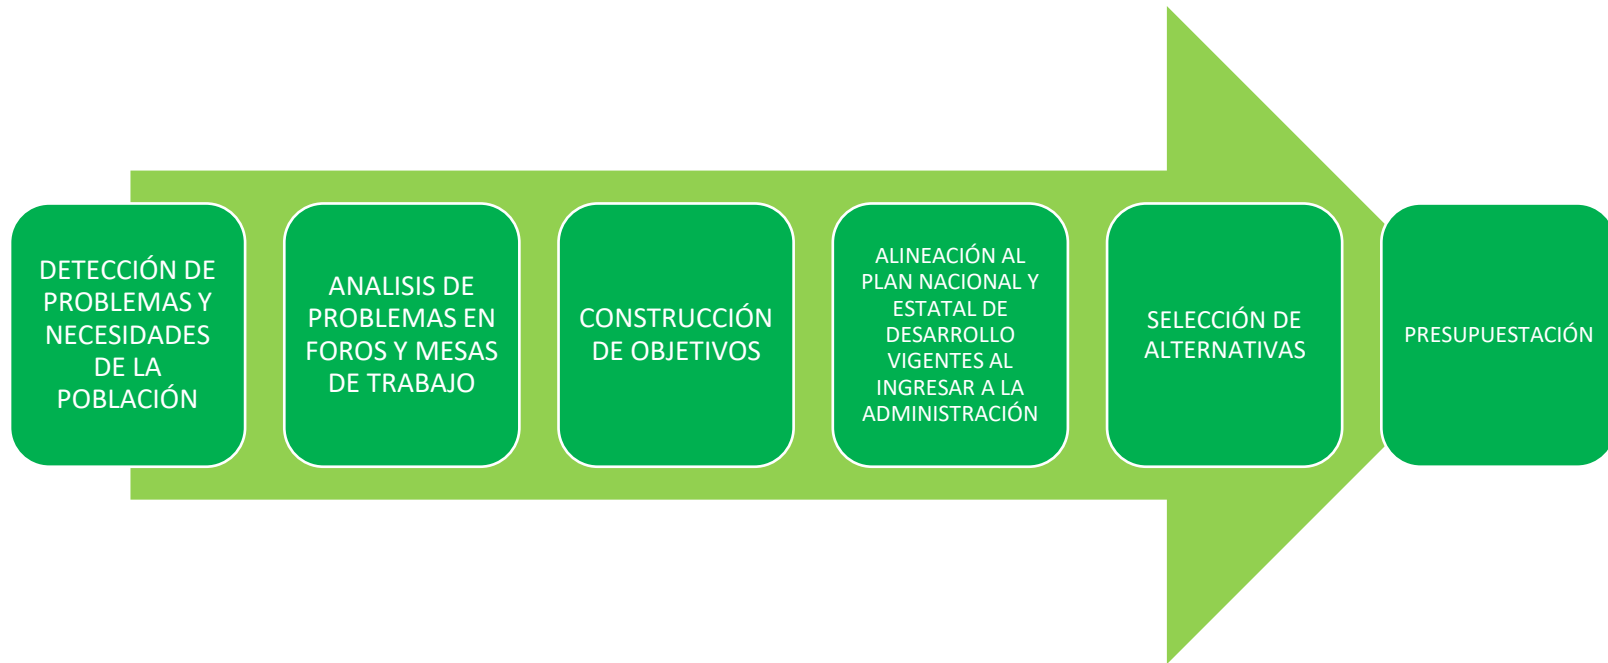 DETECCIÓN DE
PROBLEMAS Y
NECESIDADES
DE LA
POBLACIÓN
ANALISIS DE
PROBLEMAS EN
FOROS Y MESAS
DE TRABAJO
CONSTRUCCIÓN
DE OBJETIVOS
ALINEACIÓN AL
PLAN NACIONAL Y
ESTATAL DE
DESARROLLO
VIGENTES AL
INGRESAR A LA
ADMINISTRACIÓN
SELECCIÓN DE
ALTERNATIVAS
PRESUPUESTACIÓN